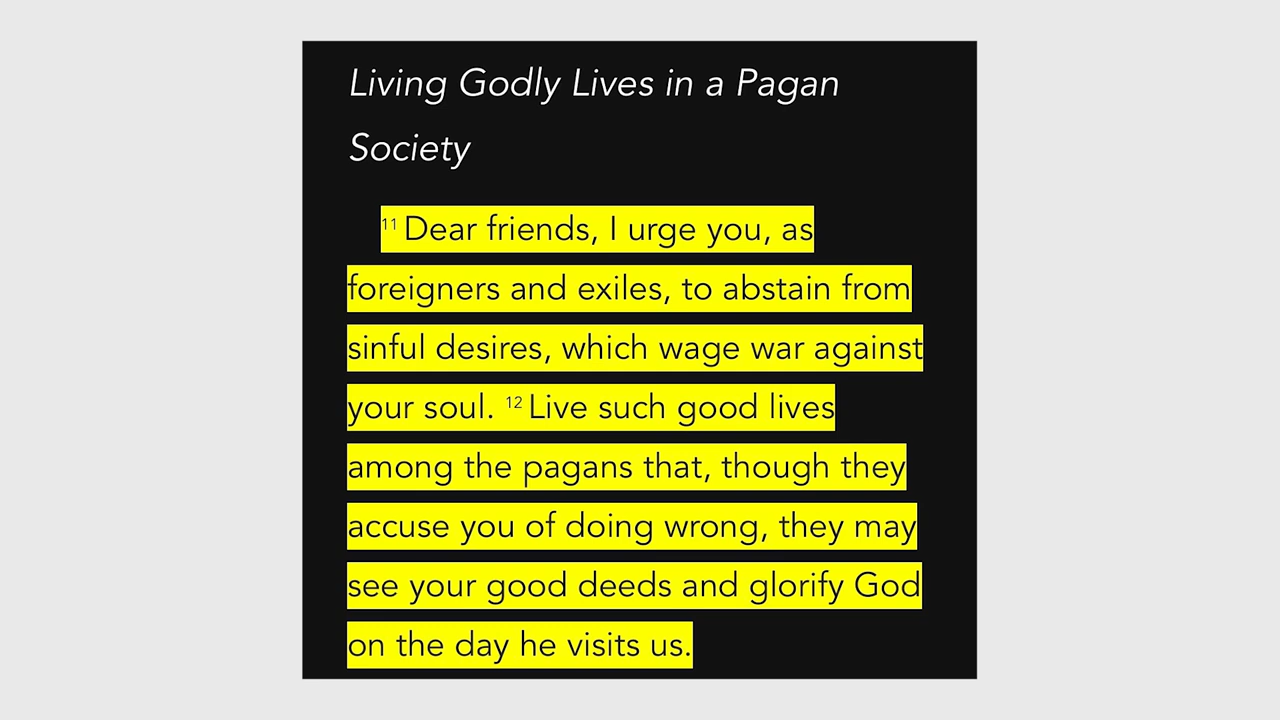 Living Godly Lives in a Pagan
Society
11 Dear friends, I urge you, as
foreigners and exiles, to abstain from
sinful desires, which wage war against
your soul. 12 Live such good lives
among the pagans that, though they
accuse you of doing wrong, they may
see your good deeds and glorify God
on the day he visits us.